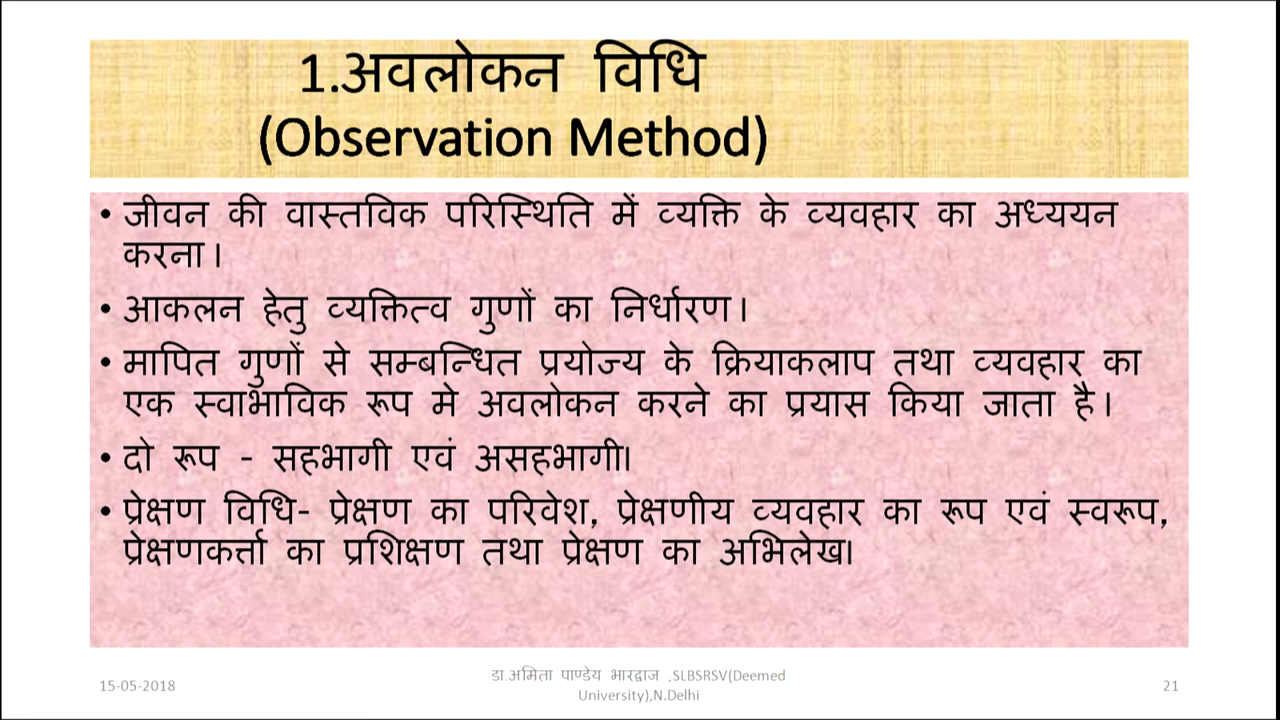 1.अवलोकन विधि
(Observation Method)
• जीवन की वास्तविक परिस्थिति में व्यक्ति के व्यवहार का अध्ययन
करना।
• आकलन हेतु व्यक्तित्व गुणों का निर्धारण।
• मापित गुणों से सम्बन्धित प्रयोज्य के क्रियाकलाप तथा व्यवहार का
एक स्वाभाविक रूप मे अवलोकन करने का प्रयास किया जाता है।
• दो रूप - सहभागी एवं असहभागी।
• प्रेक्षण विधि- प्रेक्षण का परिवेश, प्रेक्षणीय व्यवहार का रूप एवं स्वरूप,
प्रेक्षणकर्त्ता का प्रशिक्षण तथा प्रेक्षण का अभिलेख।
15-05-2018
डा.अमिता पाण्डेय भारद्वाज ,SLBSRSV(Deemed
University),N.Delhi
21